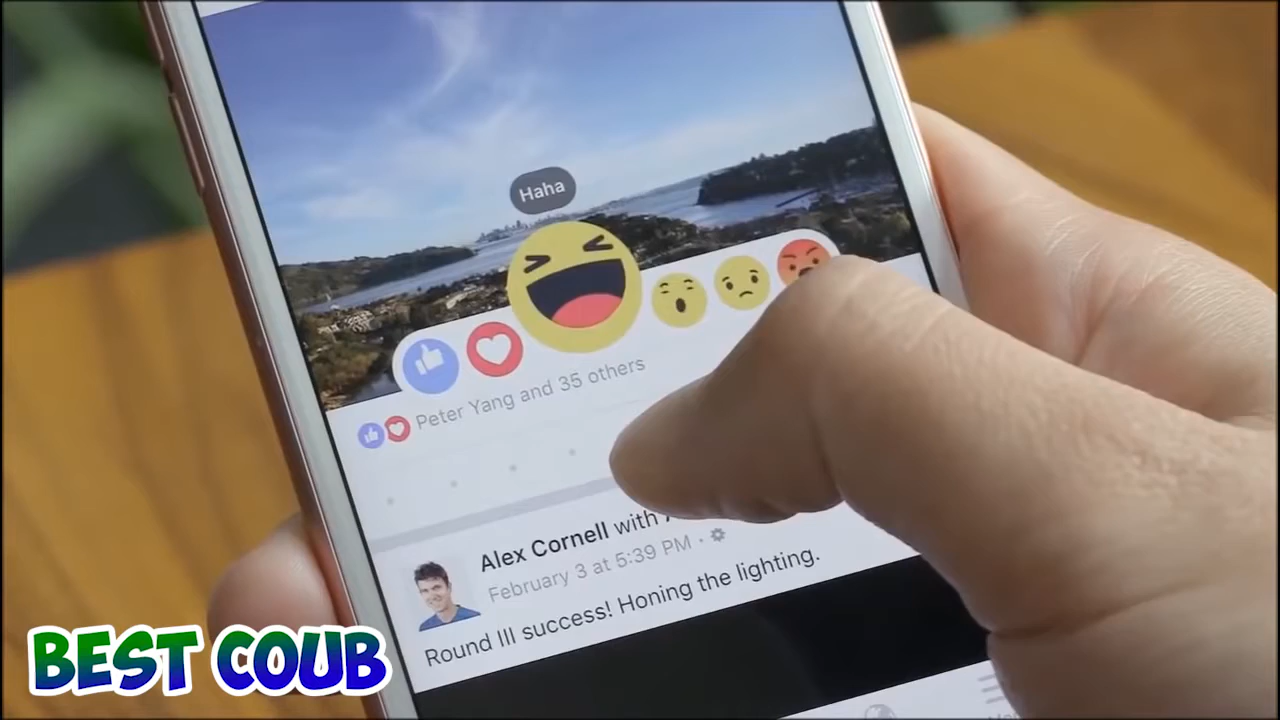 Haha
Peter Yang and 35 others
Alex Cornell with
February 3 at 5:39 PM
Round III success! Honing the lighting.
BEST COUB